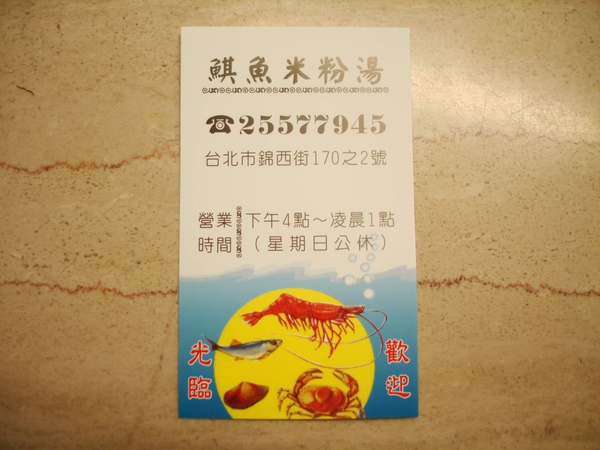 鯕魚米粉湯
☎25577945
台北市錦西街170之2號
營業時間
下午4點～凌晨1點
（星期日公休）
歡迎
光臨